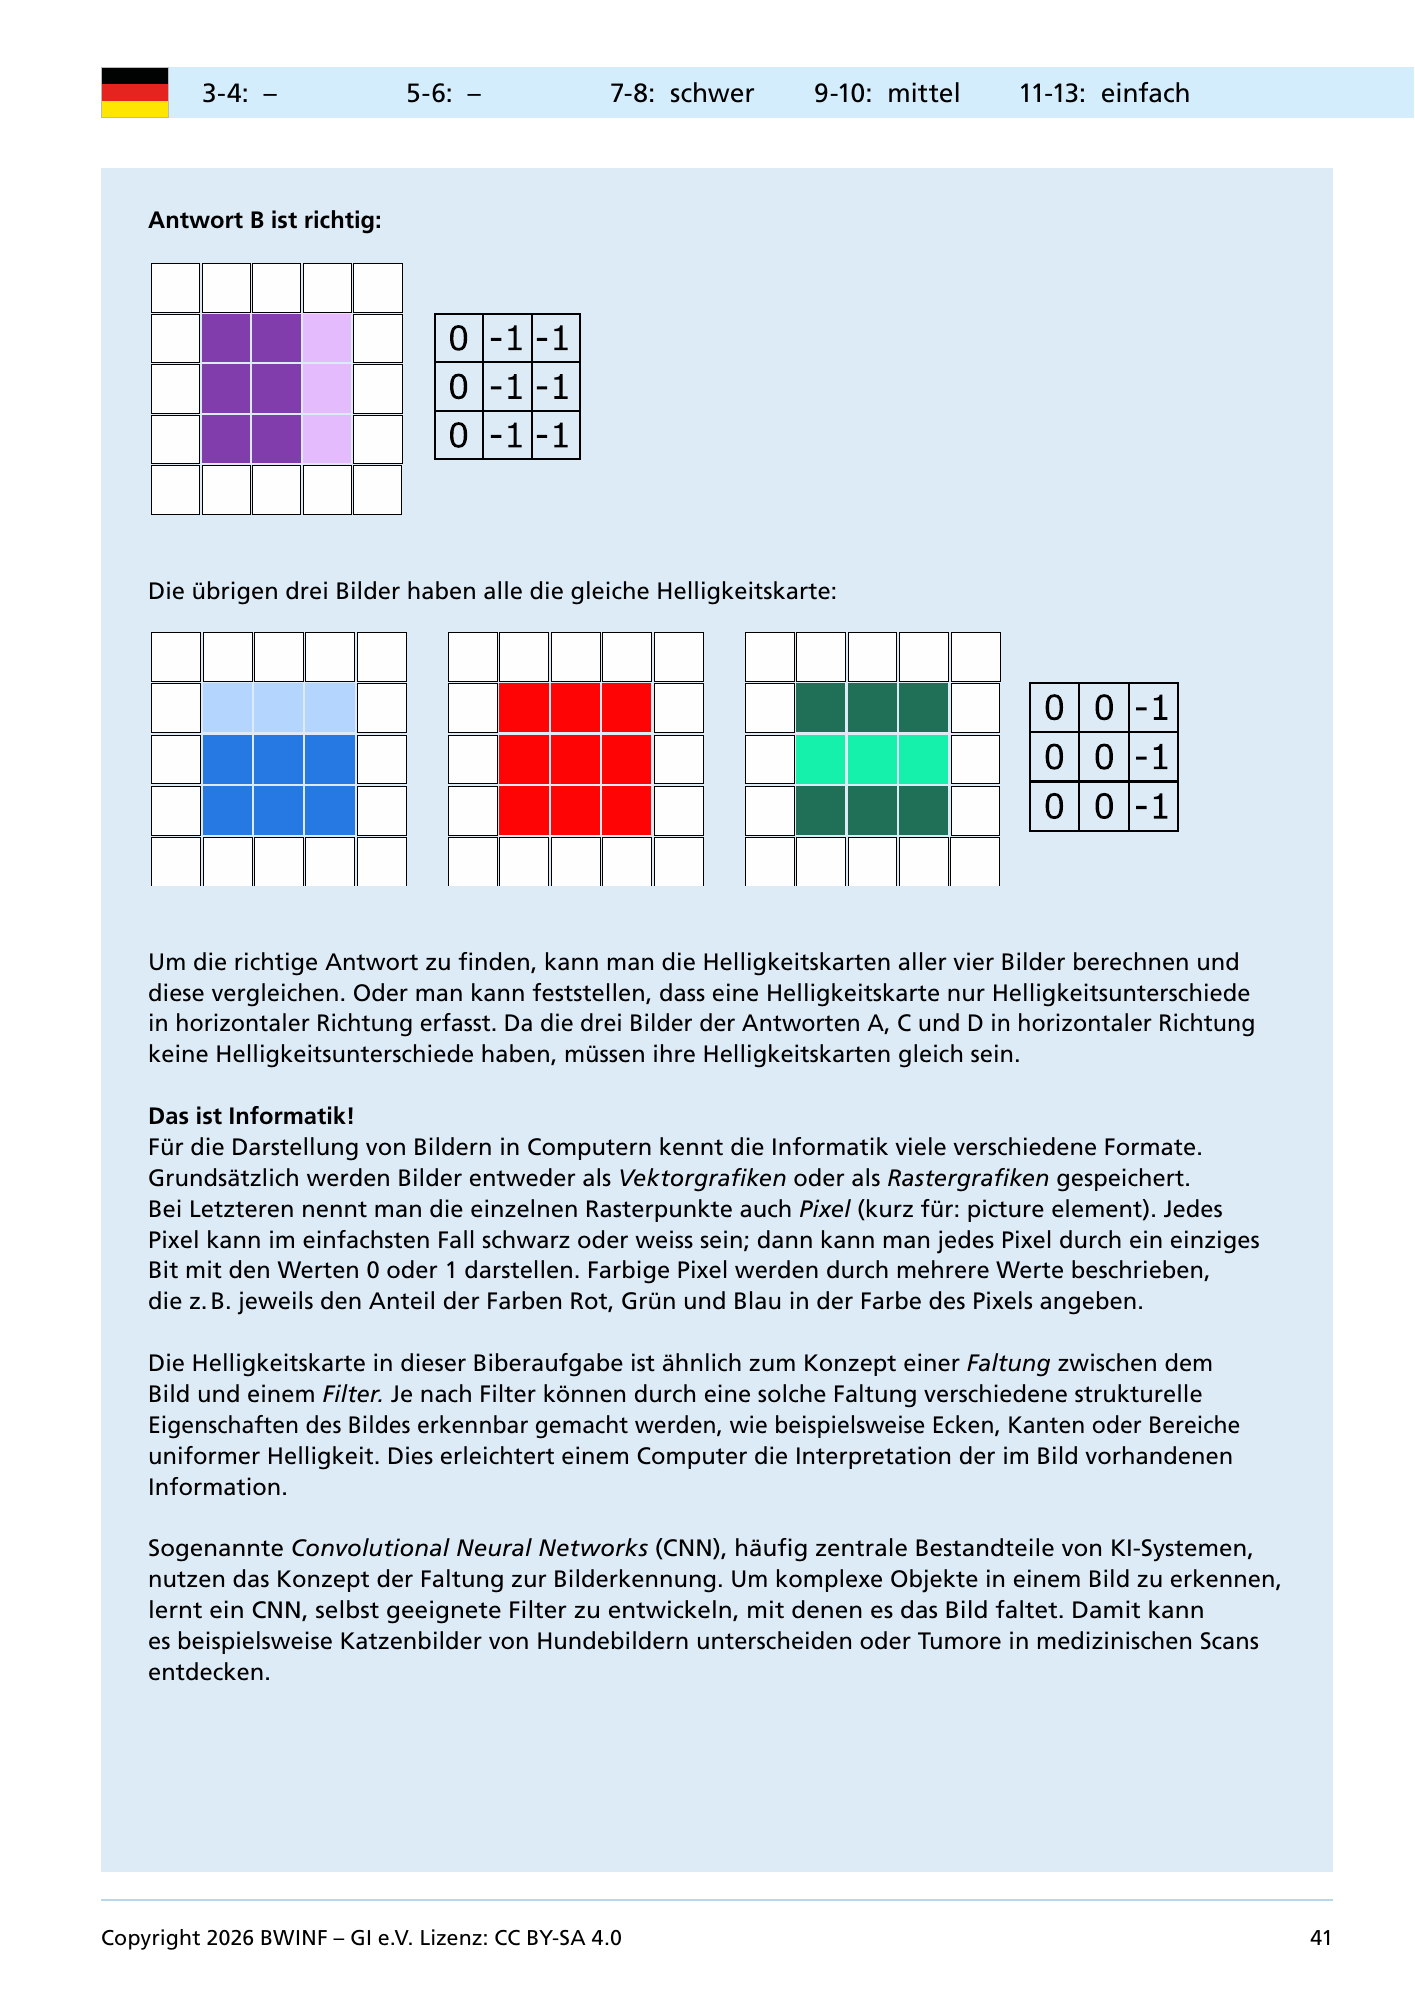 3-4: – 5-6: – 7-8: schwer 9-10: mittel 11-13: einfach
Antwort B ist richtig:
0 -1 -1
0 -1 -1
0 -1 -1
Die übrigen drei Bilder haben alle die gleiche Helligkeitskarte:
0 0 -1
0 0 -1
0 0 -1
Um die richtige Antwort zu finden, kann man die Helligkeitskarten aller vier Bilder berechnen und
diese vergleichen. Oder man kann feststellen, dass eine Helligkeitskarte nur Helligkeitsunterschiede
in horizontaler Richtung erfasst. Da die drei Bilder der Antworten A, C und D in horizontaler Richtung
keine Helligkeitsunterschiede haben, müssen ihre Helligkeitskarten gleich sein.
Das ist Informatik!
Für die Darstellung von Bildern in Computern kennt die Informatik viele verschiedene Formate.
Grundsätzlich werden Bilder entweder als Vektorgrafiken oder als Rastergrafiken gespeichert.
Bei Letzteren nennt man die einzelnen Rasterpunkte auch Pixel (kurz für: picture element). Jedes
Pixel kann im einfachsten Fall schwarz oder weiss sein; dann kann man jedes Pixel durch ein einziges
Bit mit den Werten 0 oder 1 darstellen. Farbige Pixel werden durch mehrere Werte beschrieben,
die z. B. jeweils den Anteil der Farben Rot, Grün und Blau in der Farbe des Pixels angeben.
Die Helligkeitskarte in dieser Biberaufgabe ist ähnlich zum Konzept einer Faltung zwischen dem
Bild und einem Filter. Je nach Filter können durch eine solche Faltung verschiedene strukturelle
Eigenschaften des Bildes erkennbar gemacht werden, wie beispielsweise Ecken, Kanten oder Bereiche
uniformer Helligkeit. Dies erleichtert einem Computer die Interpretation der im Bild vorhandenen
Information.
Sogenannte Convolutional Neural Networks (CNN), häufig zentrale Bestandteile von KI-Systemen,
nutzen das Konzept der Faltung zur Bilderkennung. Um komplexe Objekte in einem Bild zu erkennen,
lernt ein CNN, selbst geeignete Filter zu entwickeln, mit denen es das Bild faltet. Damit kann
es beispielsweise Katzenbilder von Hundebildern unterscheiden oder Tumore in medizinischen Scans
entdecken.
Copyright 2026 BWINF – GI e.V. Lizenz: CC BY-SA 4.0 41